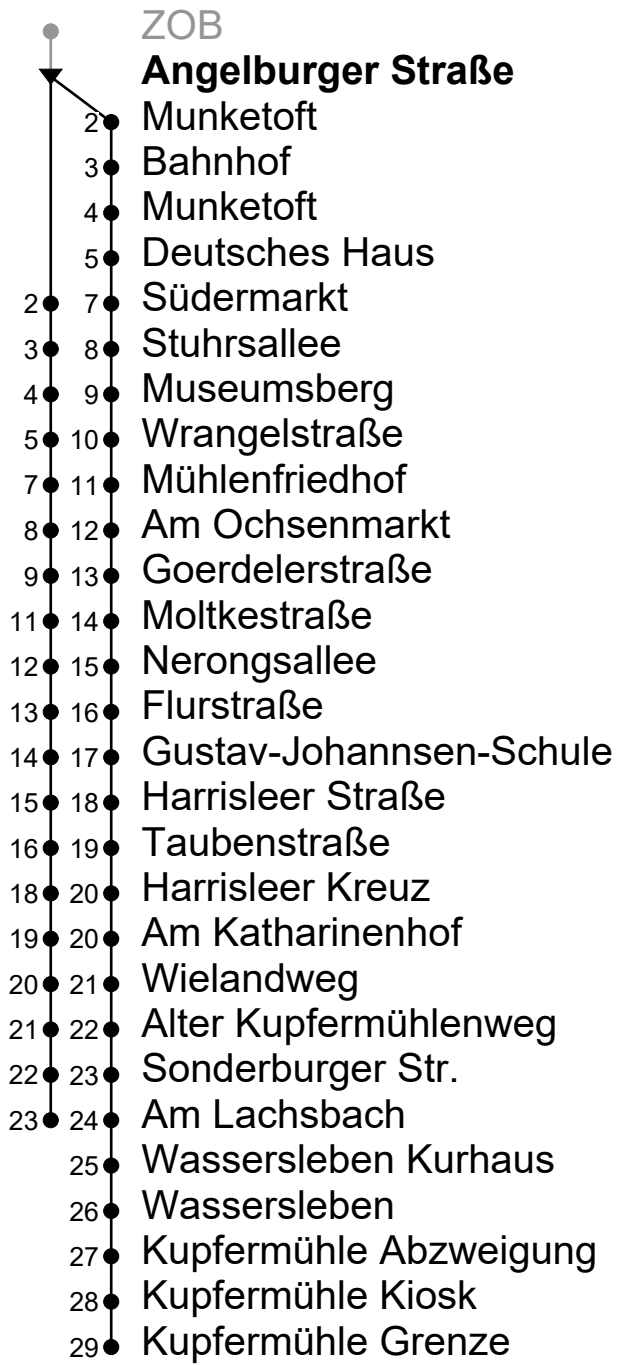 ZOB
Angelburger Straße
2 Munketoft
3 Bahnhof
4 Munketoft
5 Deutsches Haus
2 7 Südermarkt
3 8 Stuhrsallee
4 9 Museumsberg
5 10 Wrangelstraße
7 11 Mühlenfriedhof
8 12 Am Ochsenmarkt
9 13 Goerdelerstraße
11 14 Moltkestraße
12 15 Nerongsallee
13 16 Flurstraße
14 17 Gustav-Johannsen-Schule
15 18 Harrisleer Straße
16 19 Taubenstraße
18 20 Harrisleer Kreuz
19 20 Am Katharinenhof
20 21 Wielandweg
21 22 Alter Kupfermühlenweg
22 23 Sonderburger Str.
23 24 Am Lachsbach
25 Wassersleben Kurhaus
26 Wassersleben
27 Kupfermühle Abzweigung
28 Kupfermühle Kiosk
29 Kupfermühle Grenze